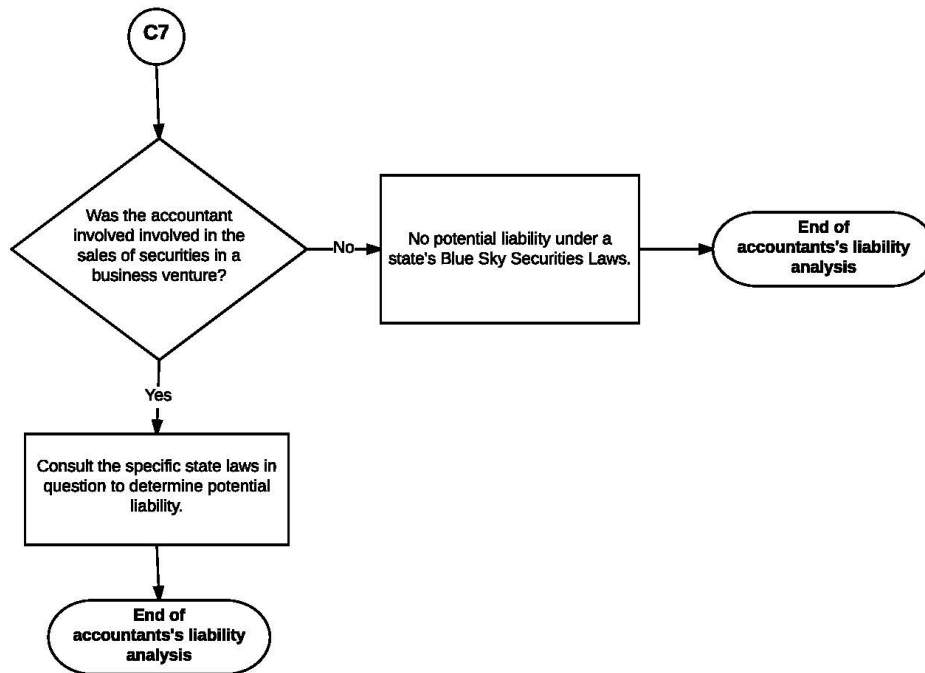 C7
Was the accountant
involved involved in the
sales of securities in a
business venture?
No
No potential liability under a
state's Blue Sky Securities Laws.
End of
accountants's liability
analysis
Yes
Consult the specific state laws in
question to determine potential
liability.
End of
accountants's liability
analysis